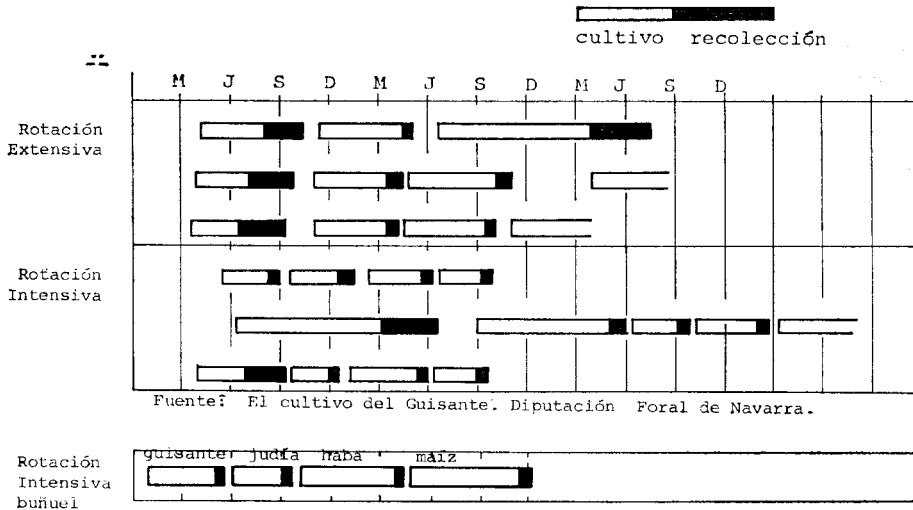 cultivo recolección
M J S D M J S D M J S D
Rotación
Extensiva
Rotación
Intensiva
Fuente: El cultivo del Guisante. Diputación Foral de Navarra.
guisante judía haba maíz
Rotación
Intensiva
buñuel